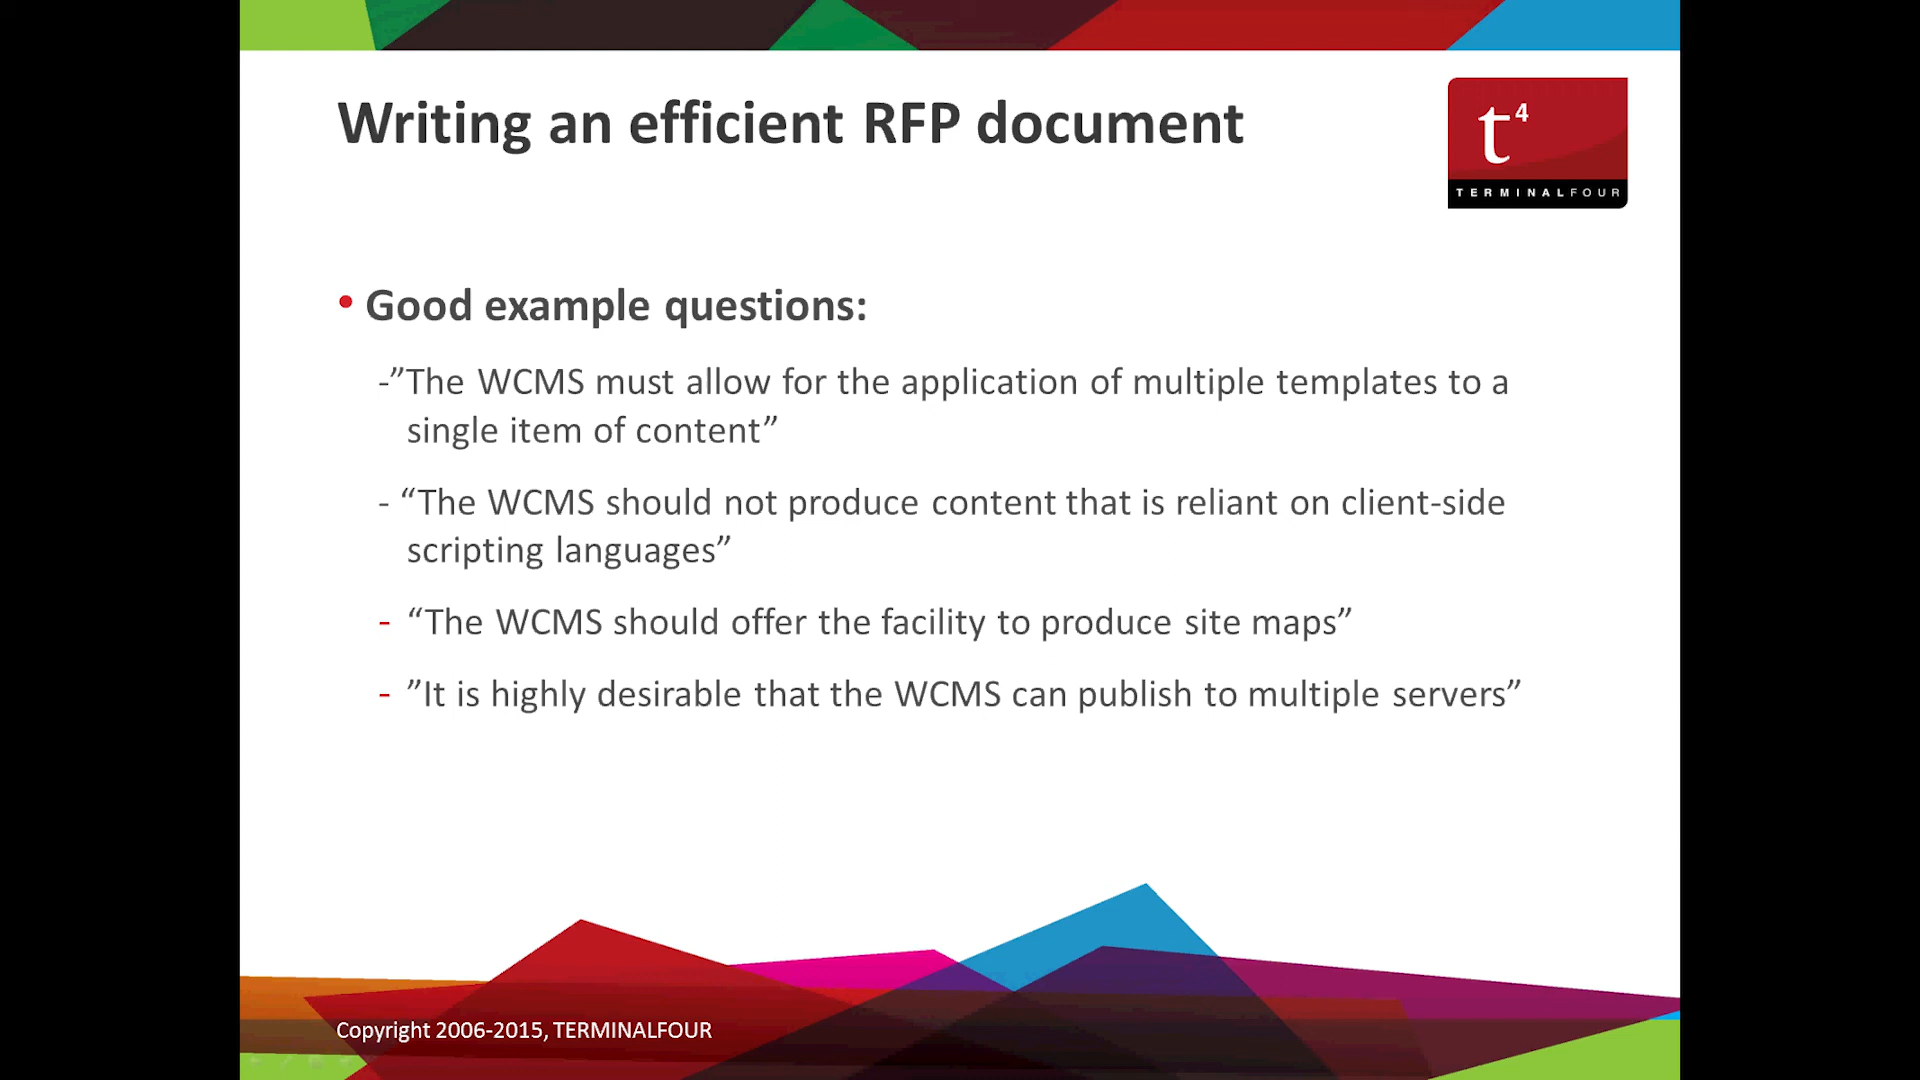 Writing an efficient RFP document
t4
TERMINALFOUR
• Good example questions:
-”The WCMS must allow for the application of multiple templates to a
single item of content”
- “The WCMS should not produce content that is reliant on client-side
scripting languages”
- “The WCMS should offer the facility to produce site maps”
- ”It is highly desirable that the WCMS can publish to multiple servers”
Copyright 2006-2015, TERMINALFOUR